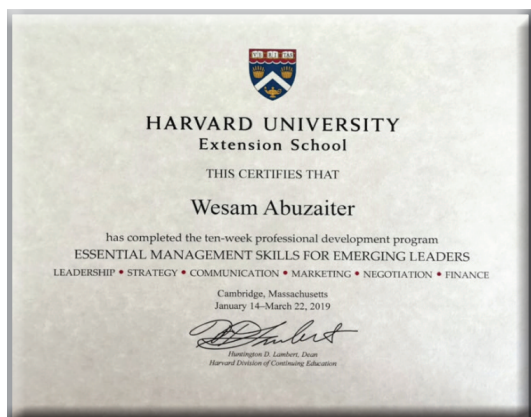 HARVARD UNIVERSITY
Extension School
THIS CERTIFIES THAT
Wesam Abuzaiter
has completed the ten-week professional development program
ESSENTIAL MANAGEMENT SKILLS FOR EMERGING LEADERS
LEADERSHIP • STRATEGY • COMMUNICATION • MARKETING • NEGOTIATION • FINANCE
Cambridge, Massachusetts
January 14–March 22, 2019
Huntington D. Lambert, Dean
Harvard Division of Continuing Education